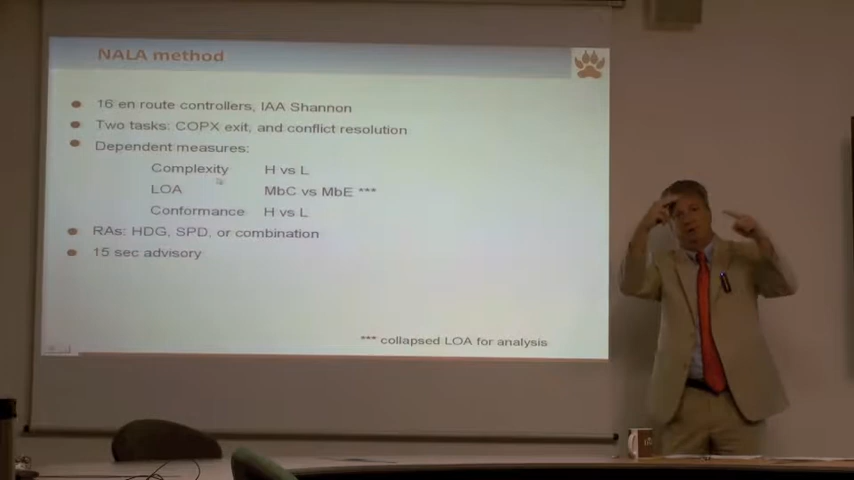 NALA method
16 en route controllers, IAA Shannon
Two tasks: COPX exit, and conflict resolution
Dependent measures:
Complexity H vs L
LOA MbC vs MbE ***
Conformance H vs L
RAs: HDG, SPD, or combination
15 sec advisory
*** collapsed LOA for analysis